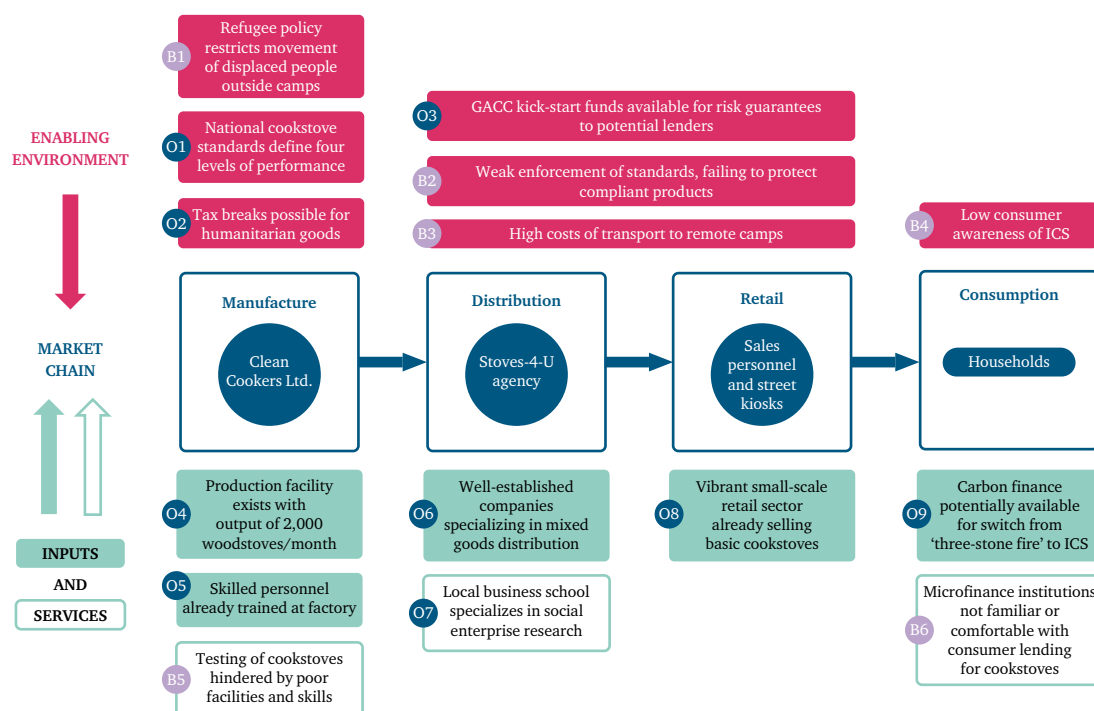 B1
Refugee policy
restricts movement
of displaced people
outside camps
ENABLING
ENVIRONMENT
O1
National cookstove
standards define four
levels of performance
O2
Tax breaks possible for
humanitarian goods
O3
GACC kick-start funds available for risk guarantees
to potential lenders
B2
Weak enforcement of standards, failing to protect
compliant products
B3
High costs of transport to remote camps
B4
Low consumer
awareness of ICS
MARKET
CHAIN
Manufacture
Clean
Cookers Ltd.
Distribution
Stoves-4-U
agency
Retail
Sales
personnel
and street
kiosks
Consumption
Households
INPUTS
AND
SERVICES
O4
Production facility
exists with
output of 2,000
woodstoves/month
O5
Skilled personnel
already trained at factory
B5
Testing of cookstoves
hindered by poor
facilities and skills
O6
Well-established
companies
specializing in mixed
goods distribution
O7
Local business school
specializes in social
enterprise research
O8
Vibrant small-scale
retail sector
already selling
basic cookstoves
O9
Carbon finance
potentially available
for switch from
‘three-stone fire’ to ICS
B6
Microfinance institutions
not familiar or
comfortable with
consumer lending
for cookstoves